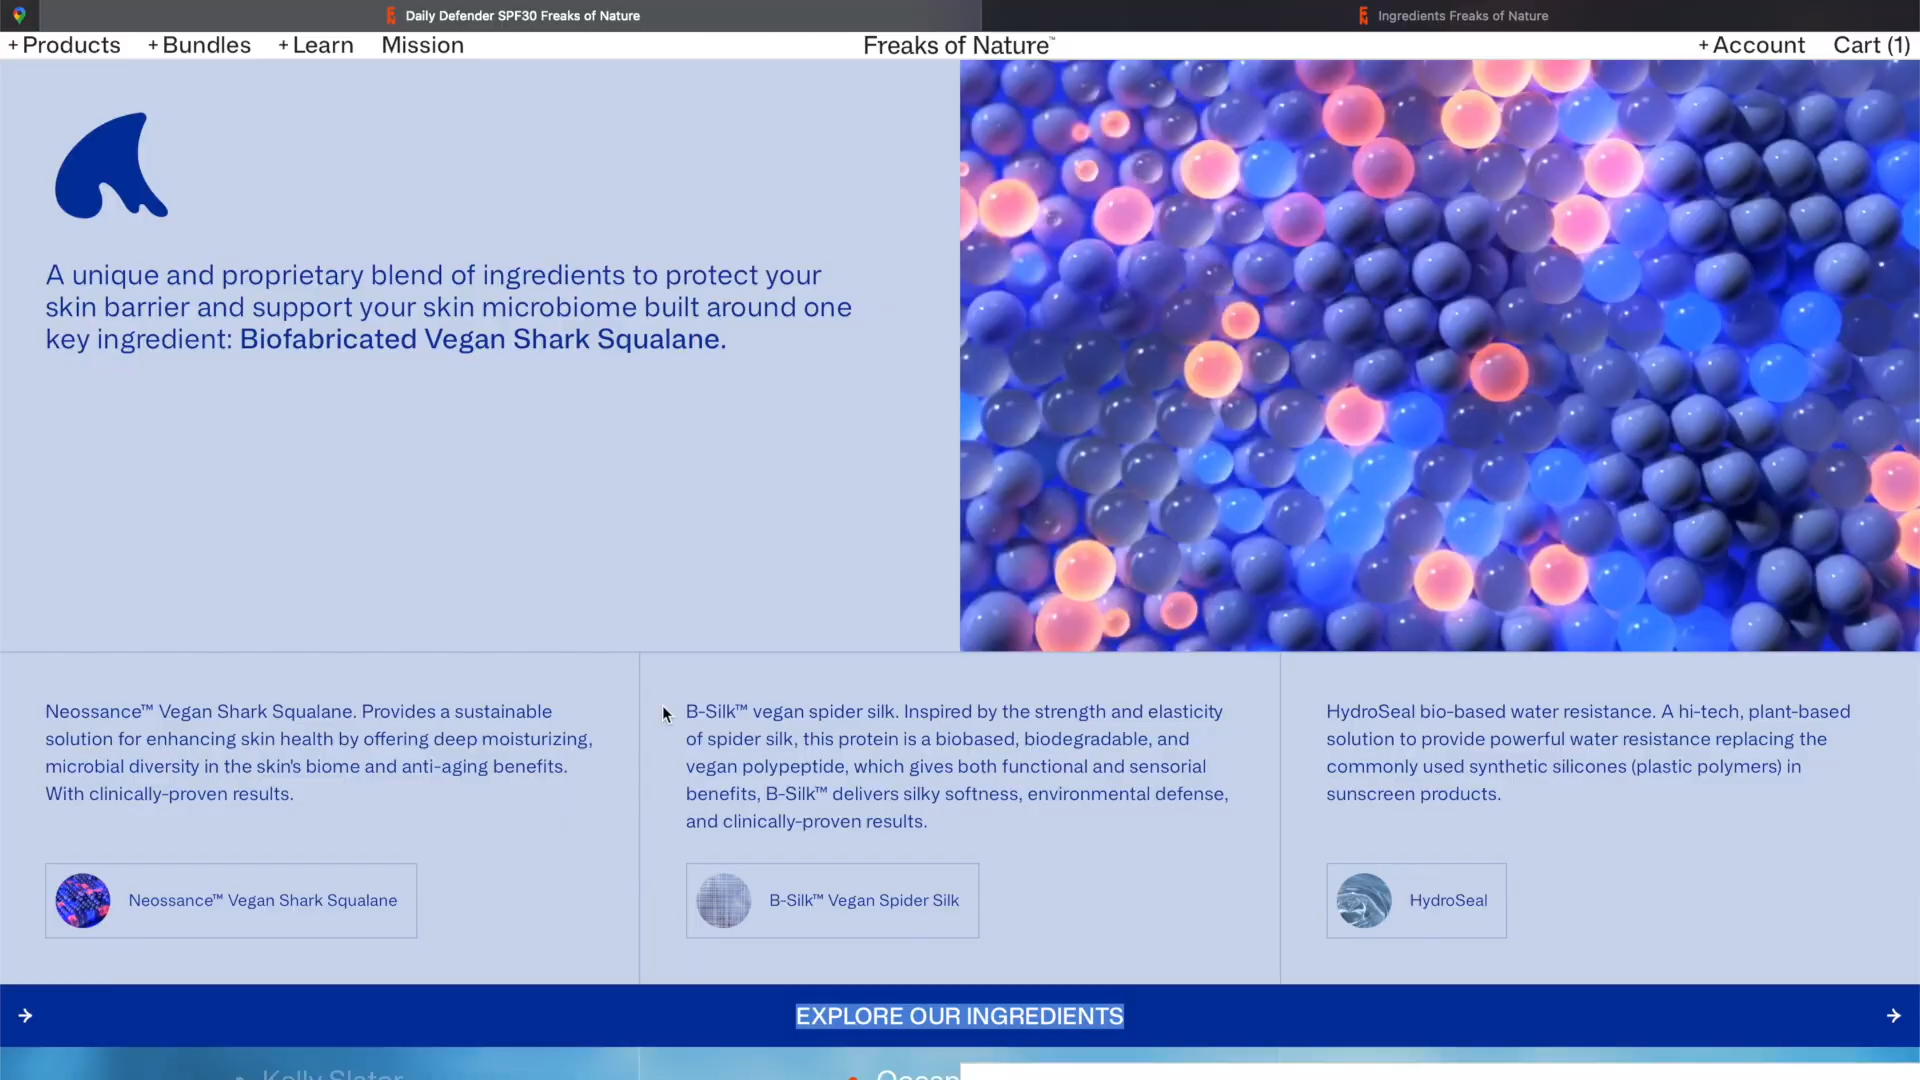 Daily Defender SPF30 Freaks of Nature
Ingredients Freaks of Nature
+Products +Bundles +Learn Mission
Freaks of Nature™
+Account Cart (1)
A unique and proprietary blend of ingredients to protect your
skin barrier and support your skin microbiome built around one
key ingredient: Biofabricated Vegan Shark Squalane.
Neossance™ Vegan Shark Squalane. Provides a sustainable
solution for enhancing skin health by offering deep moisturizing,
microbial diversity in the skin's biome and anti-aging benefits.
With clinically-proven results.
Neossance™ Vegan Shark Squalane
B-Silk™ vegan spider silk. Inspired by the strength and elasticity
of spider silk, this protein is a biobased, biodegradable, and
vegan polypeptide, which gives both functional and sensorial
benefits, B-Silk™ delivers silky softness, environmental defense,
and clinically-proven results.
B-Silk™ Vegan Spider Silk
HydroSeal bio-based water resistance. A hi-tech, plant-based
solution to provide powerful water resistance replacing the
commonly used synthetic silicones (plastic polymers) in
sunscreen products.
HydroSeal
EXPLORE OUR INGREDIENTS
Kelly Slater